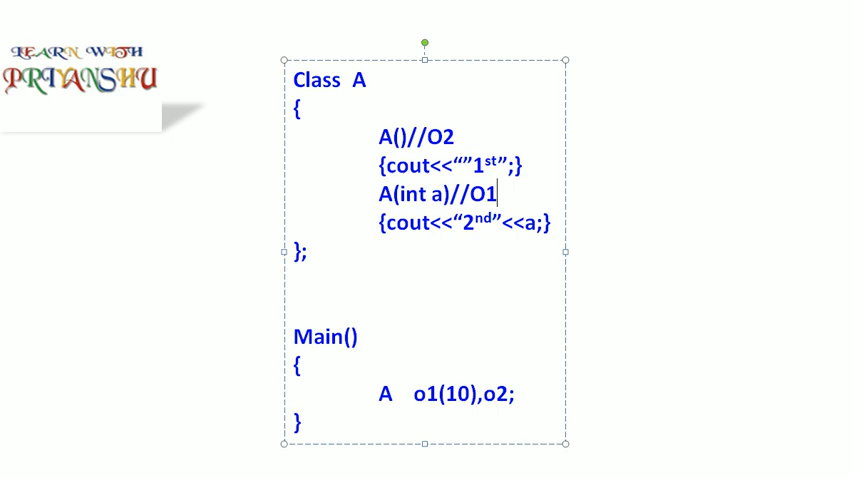 LEARN WITH
PRIYANSHU
Class A
{
A()//O2
{cout<<“”1st”;}
A(int a)//O1
{cout<<“2nd”<<a;}
};
Main()
{
A o1(10),o2;
}